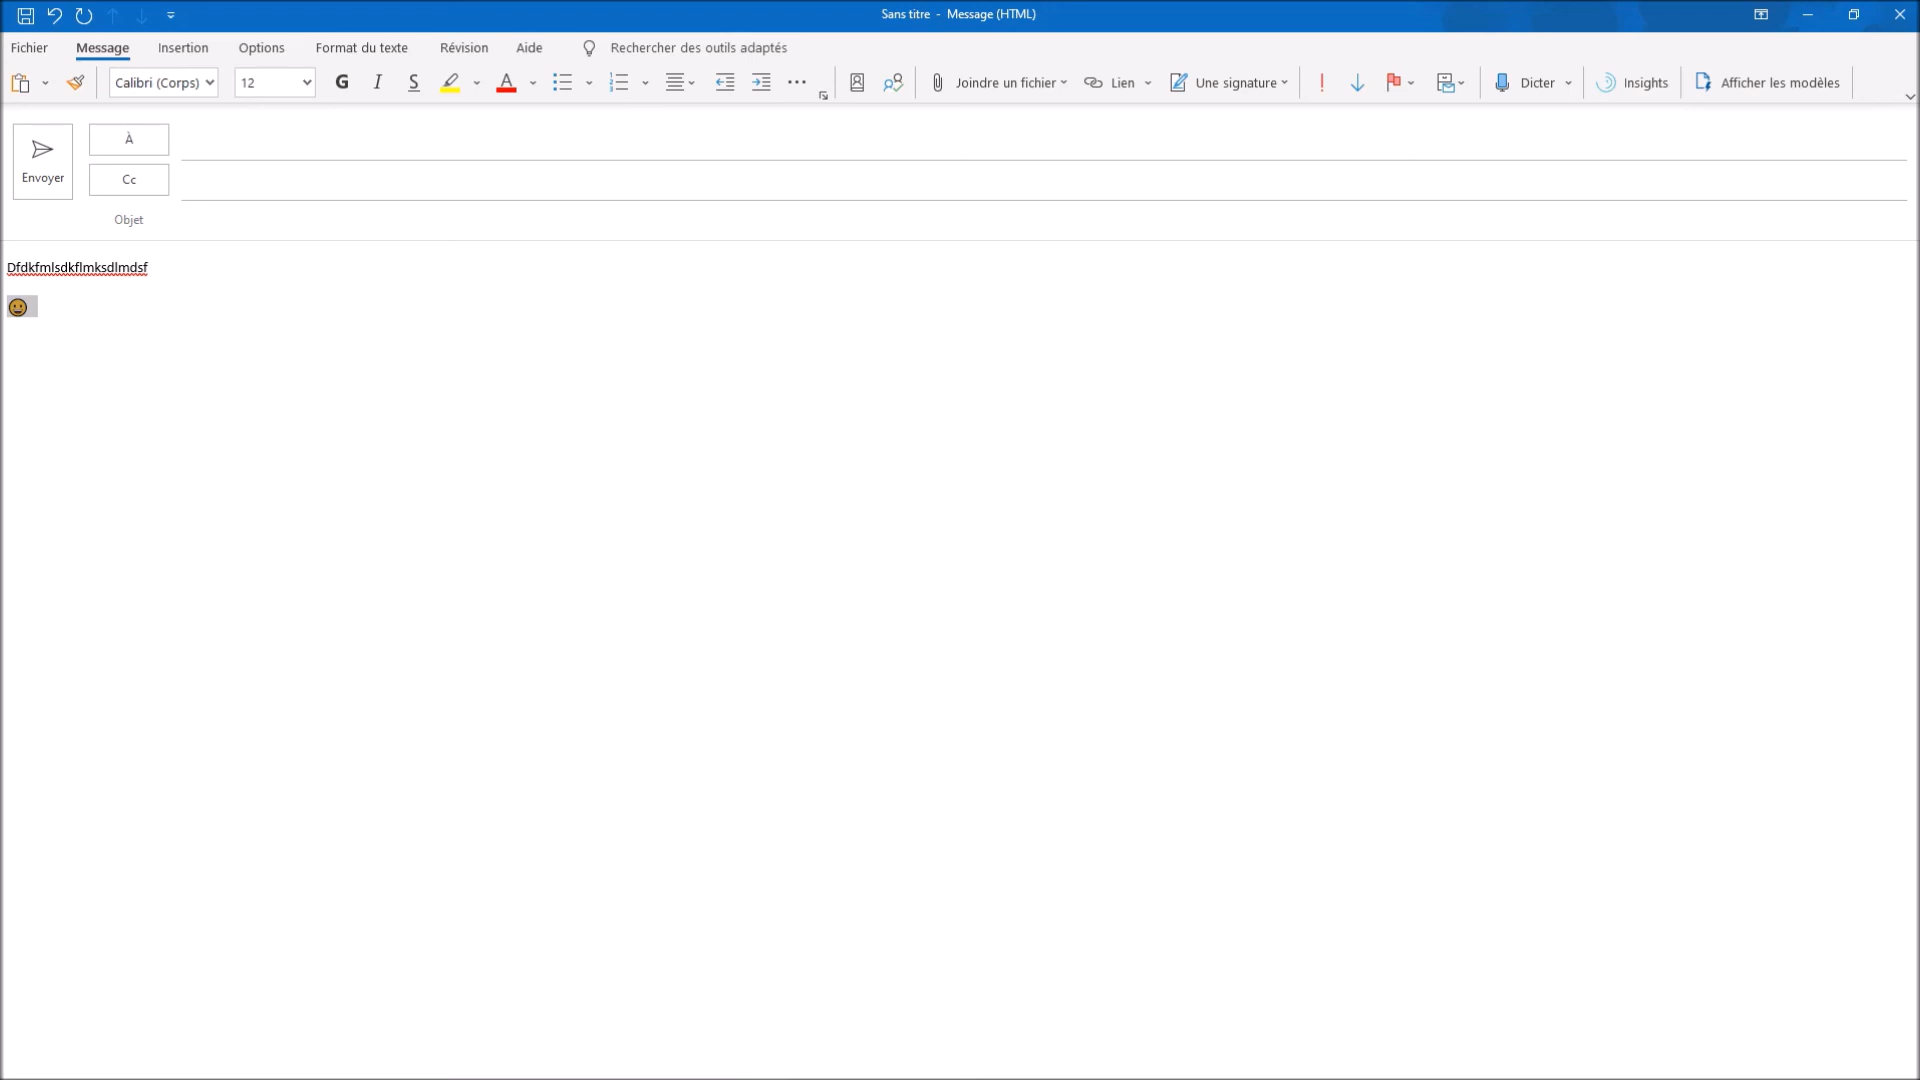 Sans titre - Message (HTML)
Fichier Message Insertion Options Format du texte Révision Aide Rechercher des outils adaptés
Calibri (Corps) 12 G I S A Joindre un fichier Lien Une signature Dicter Insights Afficher les modèles
À
Envoyer
Cc
Objet
Dfdkfmlsdkflmksdlmdsf